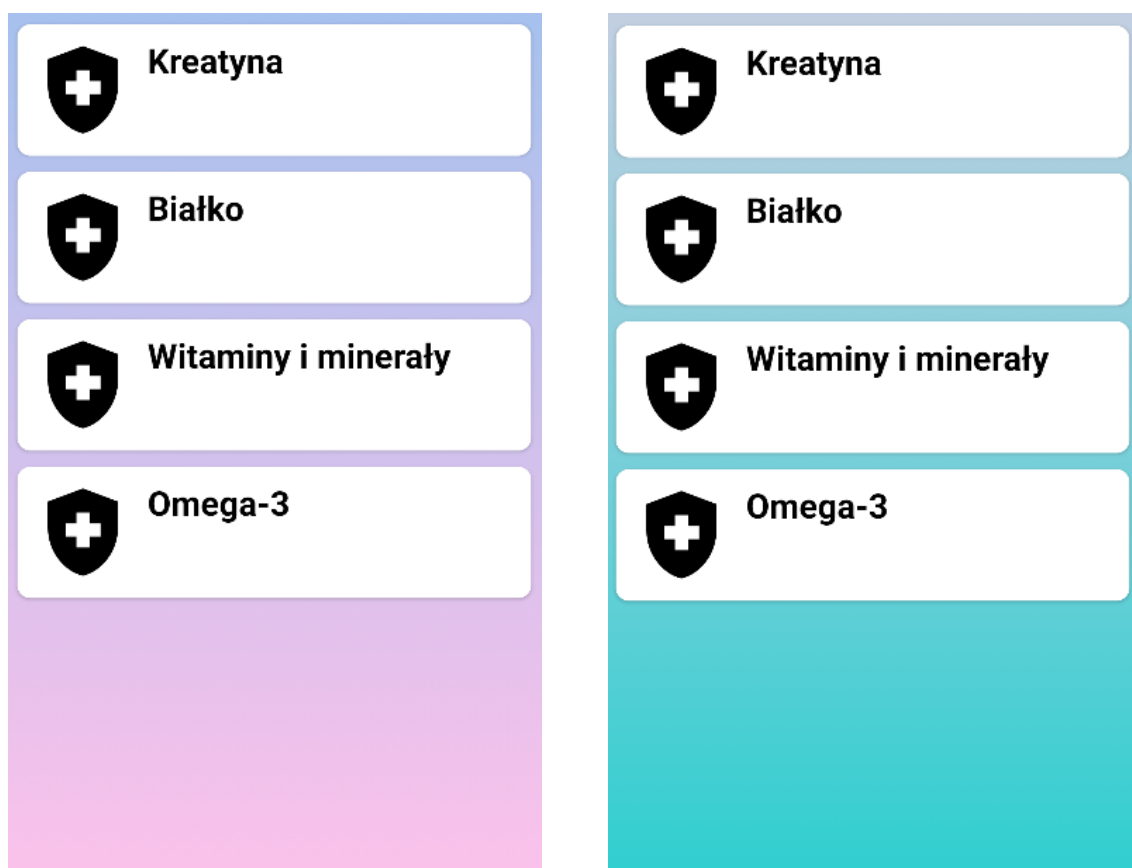 Kreatyna
Białko
Witaminy i minerały
Omega-3
Kreatyna
Białko
Witaminy i minerały
Omega-3